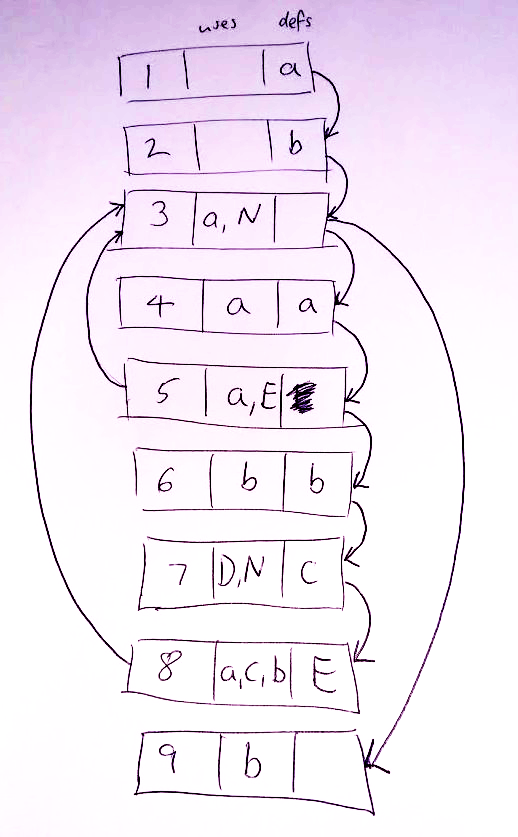 uses defs
1 a
2 b
3 a, N
4 a a
5 a, E
6 b b
7 D, N C
8 a, c, b E
9 b